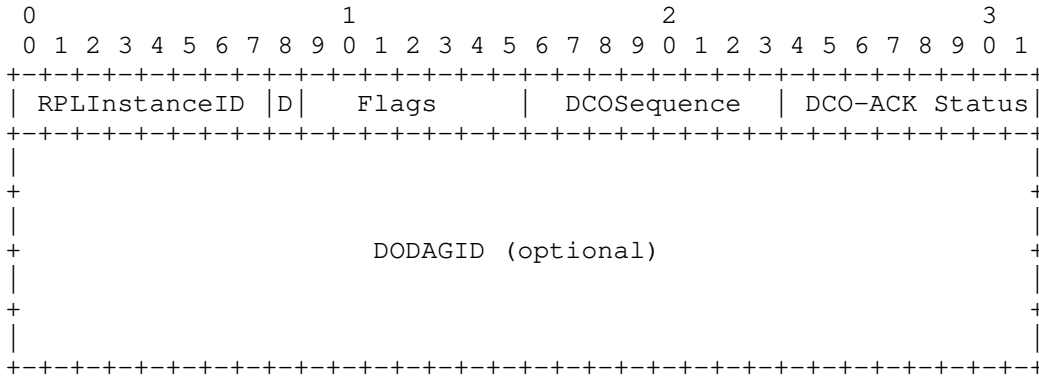 0                   1                   2                   3
 0 1 2 3 4 5 6 7 8 9 0 1 2 3 4 5 6 7 8 9 0 1 2 3 4 5 6 7 8 9 0 1
+-+-+-+-+-+-+-+-+-+-+-+-+-+-+-+-+-+-+-+-+-+-+-+-+-+-+-+-+-+-+-+-+
| RPLInstanceID |D|   Flags     |  DCOSequence  | DCO-ACK Status|
+-+-+-+-+-+-+-+-+-+-+-+-+-+-+-+-+-+-+-+-+-+-+-+-+-+-+-+-+-+-+-+-+
|                                                               |
+                                                               +
|                                                               |
+                      DODAGID (optional)                       +
|                                                               |
+                                                               +
|                                                               |
+-+-+-+-+-+-+-+-+-+-+-+-+-+-+-+-+-+-+-+-+-+-+-+-+-+-+-+-+-+-+-+-+